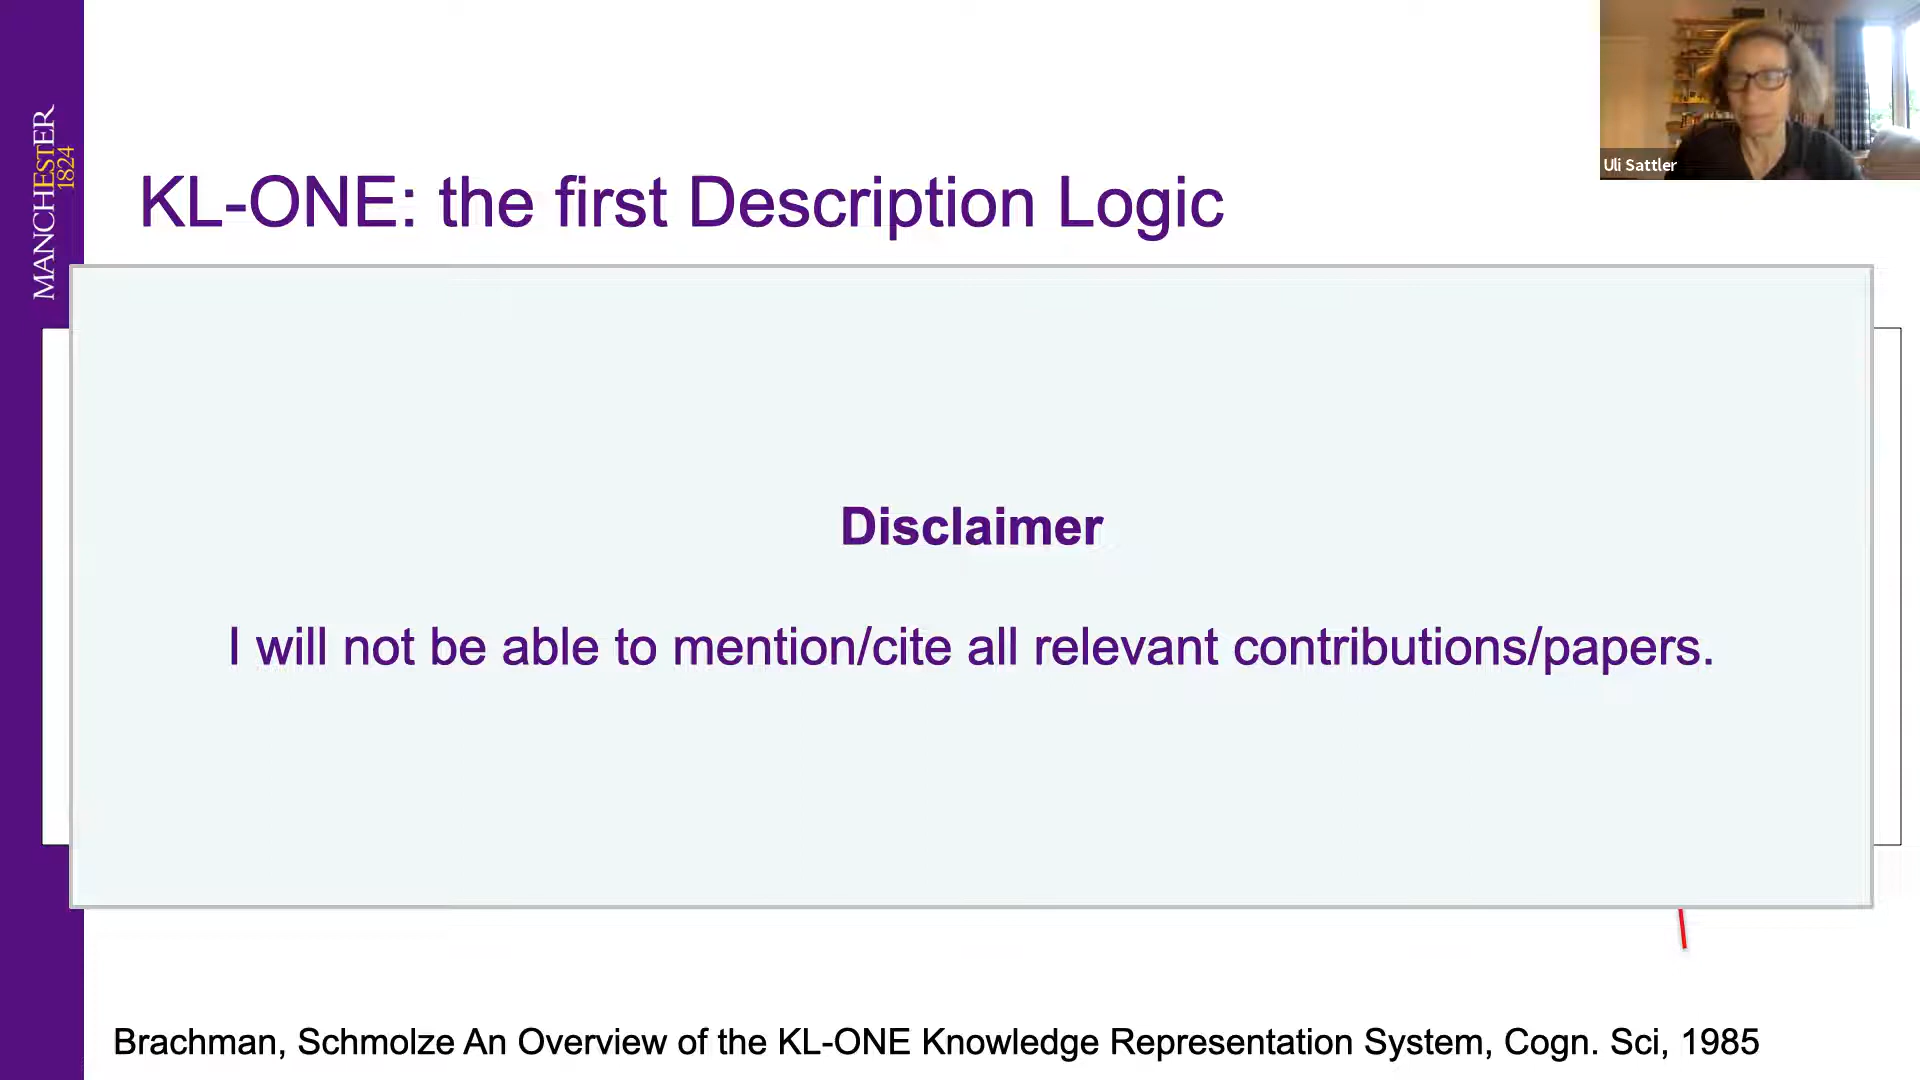 MANCHESTER
1824
Uli Sattler
KL-ONE: the first Description Logic
Disclaimer
I will not be able to mention/cite all relevant contributions/papers.
Brachman, Schmolze An Overview of the KL-ONE Knowledge Representation System, Cogn. Sci, 1985